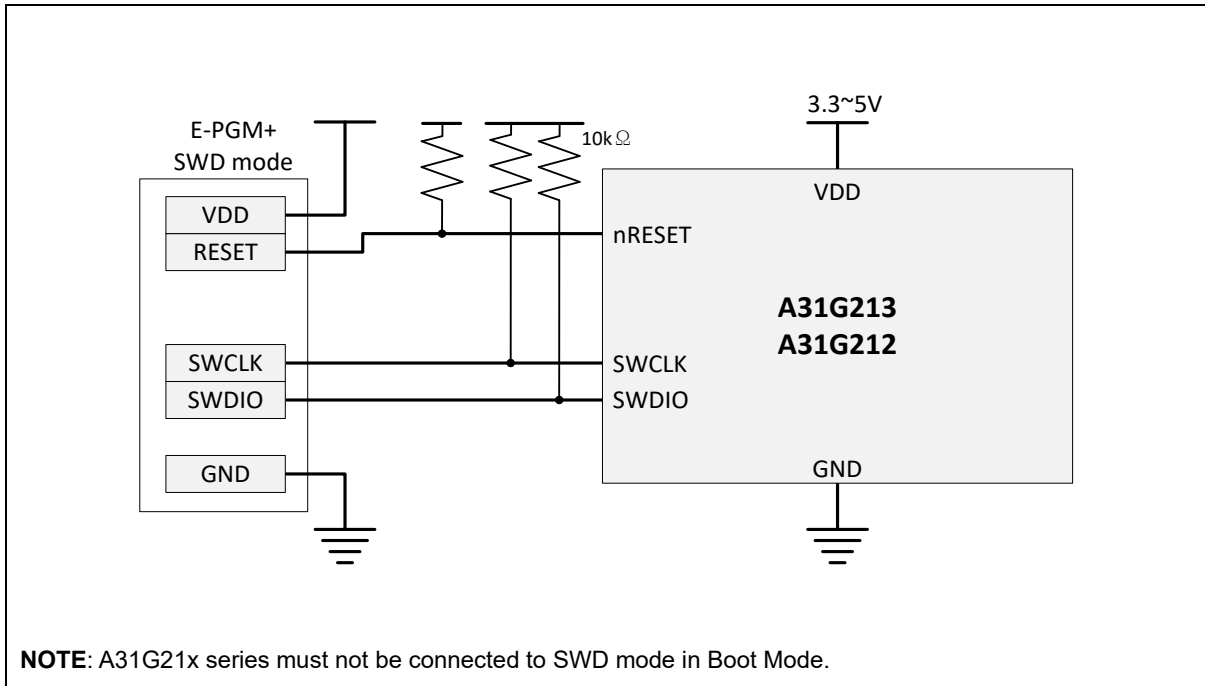 3.3~5V
E-PGM+
SWD mode
10kΩ
VDD
RESET
SWCLK
SWDIO
GND
VDD
nRESET
A31G213
A31G212
SWCLK
SWDIO
GND
NOTE: A31G21x series must not be connected to SWD mode in Boot Mode.